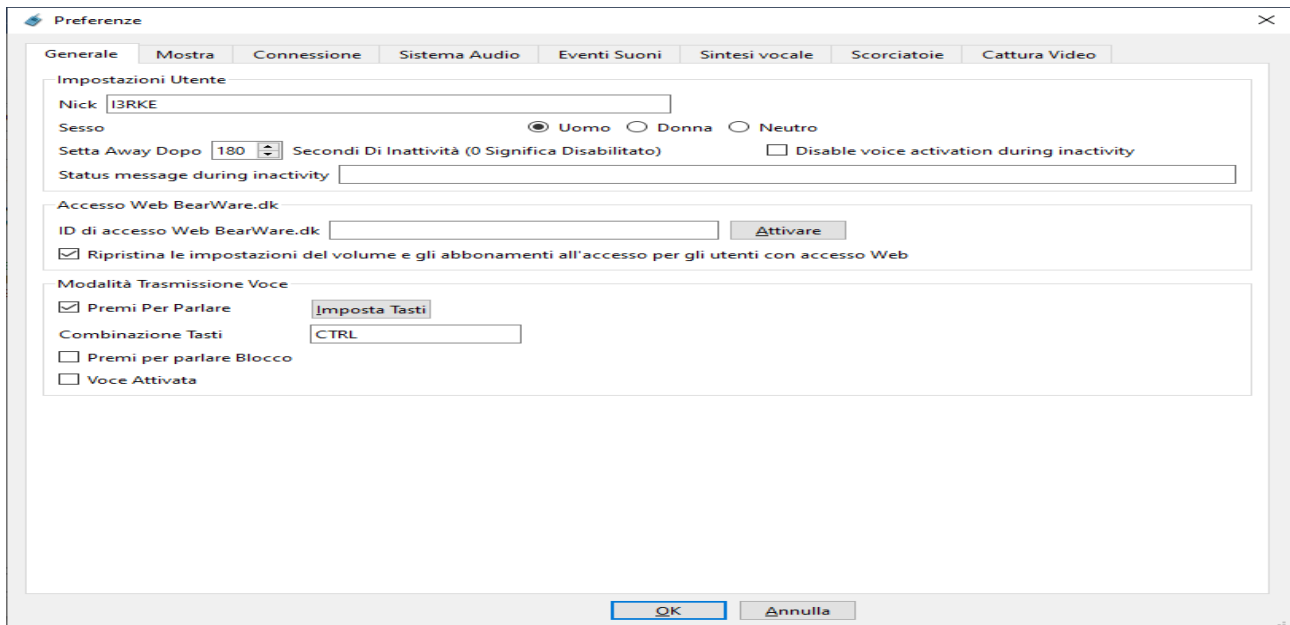 Preferenze
Generale Mostra Connessione Sistema Audio Eventi Suoni Sintesi vocale Scorciatoie Cattura Video
Impostazioni Utente
Nick I3RKE
Sesso Uomo Donna Neutro
Setta Away Dopo 180 Secondi Di Inattività (0 Significa Disabilitato) Disable voice activation during inactivity
Status message during inactivity
Accesso Web BearWare.dk
ID di accesso Web BearWare.dk Attivare
Ripristina le impostazioni del volume e gli abbonamenti all'accesso per gli utenti con accesso Web
Modalità Trasmissione Voce
Premi Per Parlare Imposta Tasti
Combinazione Tasti CTRL
Premi per parlare Blocco
Voce Attivata
OK Annulla